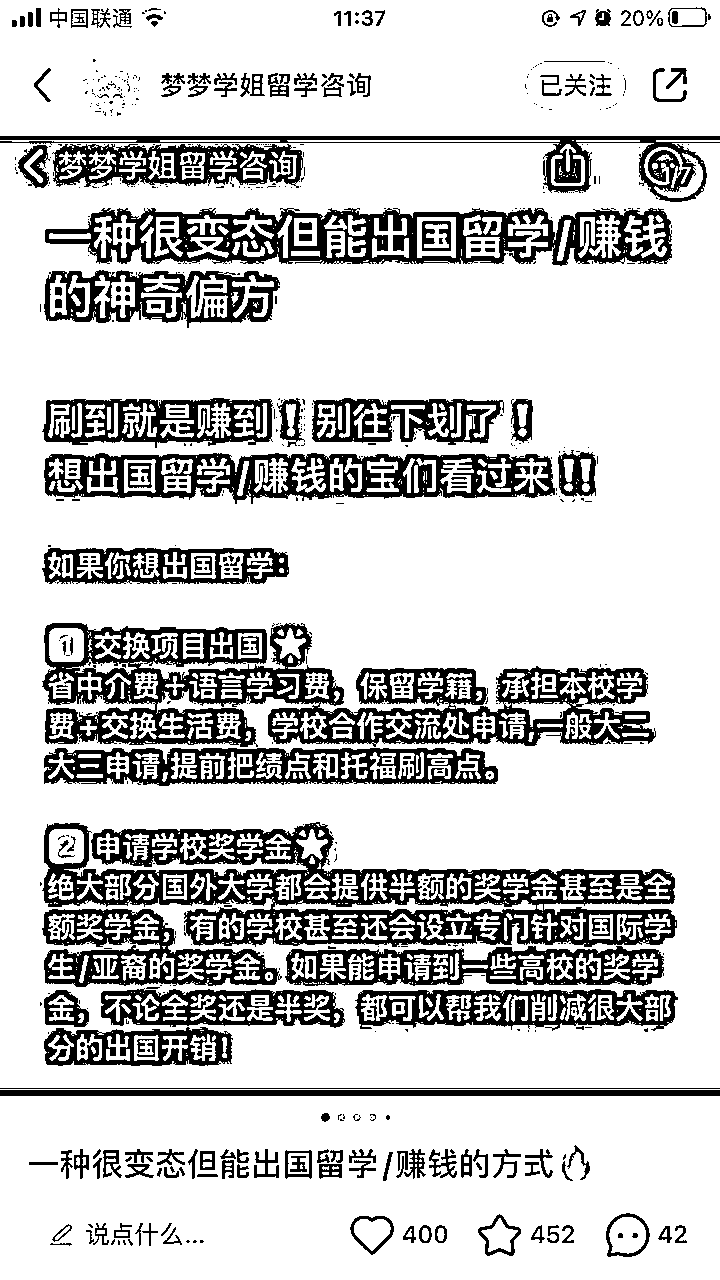 中国联通 11:37 20%
梦梦学姐留学咨询 已关注
梦梦学姐留学咨询
一种很变态但能出国留学/赚钱
的神奇偏方
刷到就是赚到！别往下划了！
想出国留学/赚钱的宝们看过来!!
如果你想出国留学：
1 交换项目出国
省中介费+语言学习费，保留学籍，承担本校学
费+交换生活费，学校合作交流处申请,一般大二
大三申请,提前把绩点和托福刷高点。
2 申请学校奖学金
绝大部分国外大学都会提供半额的奖学金甚至是全
额奖学金，有的学校甚至还会设立专门针对国际学
生/亚裔的奖学金。如果能申请到一些高校的奖学
金，不论全奖还是半奖，都可以帮我们削减很大部
分的出国开销！
一种很变态但能出国留学/赚钱的方式
说点什么... 400 452 42